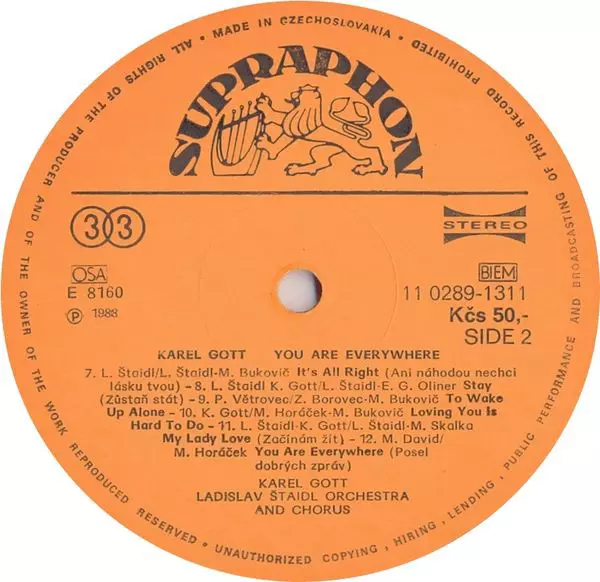 MADE IN CZECHOSLOVAKIA
ALL RIGHTS OF THE PRODUCER AND OF THE OWNER OF THE WORK REPRODUCED RESERVED • UNAUTHORIZED COPYING, HIRING, LENDING, PUBLIC PERFORMANCE AND BROADCASTING OF THIS RECORD PROHIBITED
SUPRAPHON
33
STEREO
OSA
BIEM
E 8160
11 0289-1311
Ⓟ 1988
Kčs 50,-
SIDE 2
KAREL GOTT YOU ARE EVERYWHERE
7. L. Štaidl/L. Štaidl-M. Bukovič It's All Right (Ani náhodou nechci
lásku tvou) - 8. L. Štaidl K. Gott/L. Štaidl-E. G. Oliner Stay
(Zůstaň stát) - 9. P. Větrovec/Z. Borovec-M. Bukovič To Wake
Up Alone - 10. K. Gott/M. Horáček-M. Bukovič Loving You Is
Hard To Do - 11. L. Štaidl-K. Gott/L. Štaidl-M. Skalka
My Lady Love (Začínám žít) - 12. M. David/
M. Horáček You Are Everywhere (Posel
dobrých zpráv)
KAREL GOTT
LADISLAV ŠTAIDL ORCHESTRA
AND CHORUS